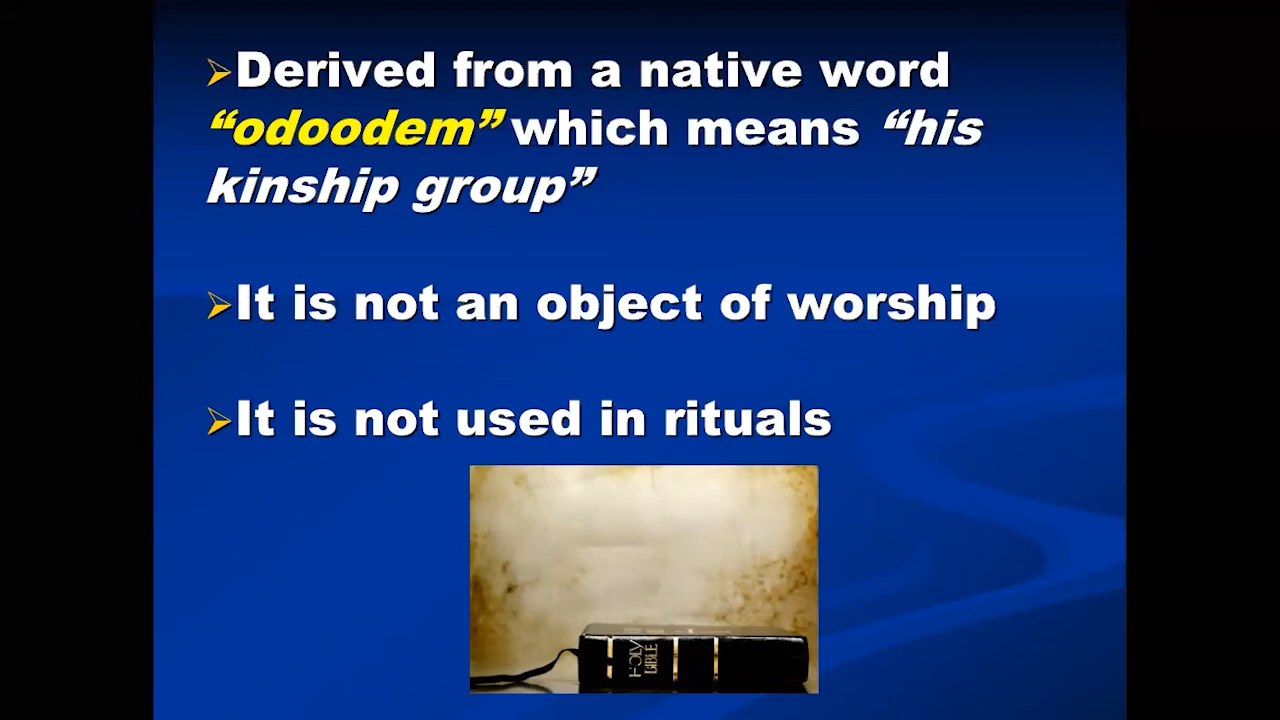 ➢Derived from a native word
“odoodem” which means “his
kinship group”
➢It is not an object of worship
➢It is not used in rituals
HOLY
BIBLE